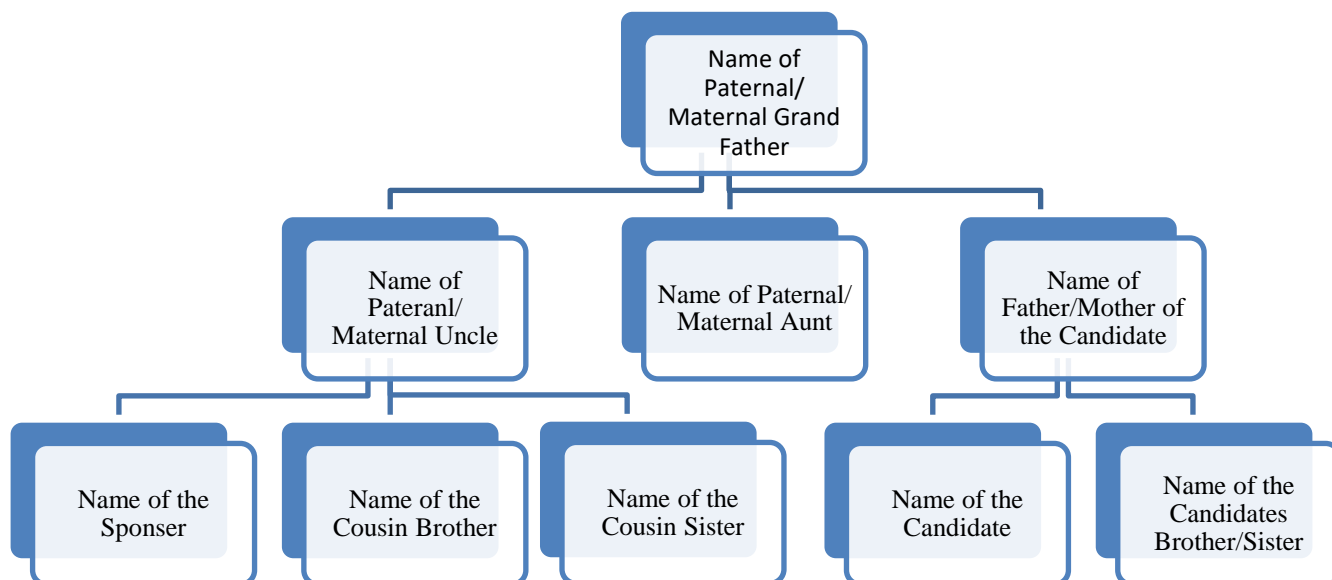 Name of
Paternal/
Maternal Grand
Father
Name of
Pateranl/
Maternal Uncle
Name of Paternal/
Maternal Aunt
Name of
Father/Mother of
the Candidate
Name of the
Sponser
Name of the
Cousin Brother
Name of the
Cousin Sister
Name of the
Candidate
Name of the
Candidates
Brother/Sister